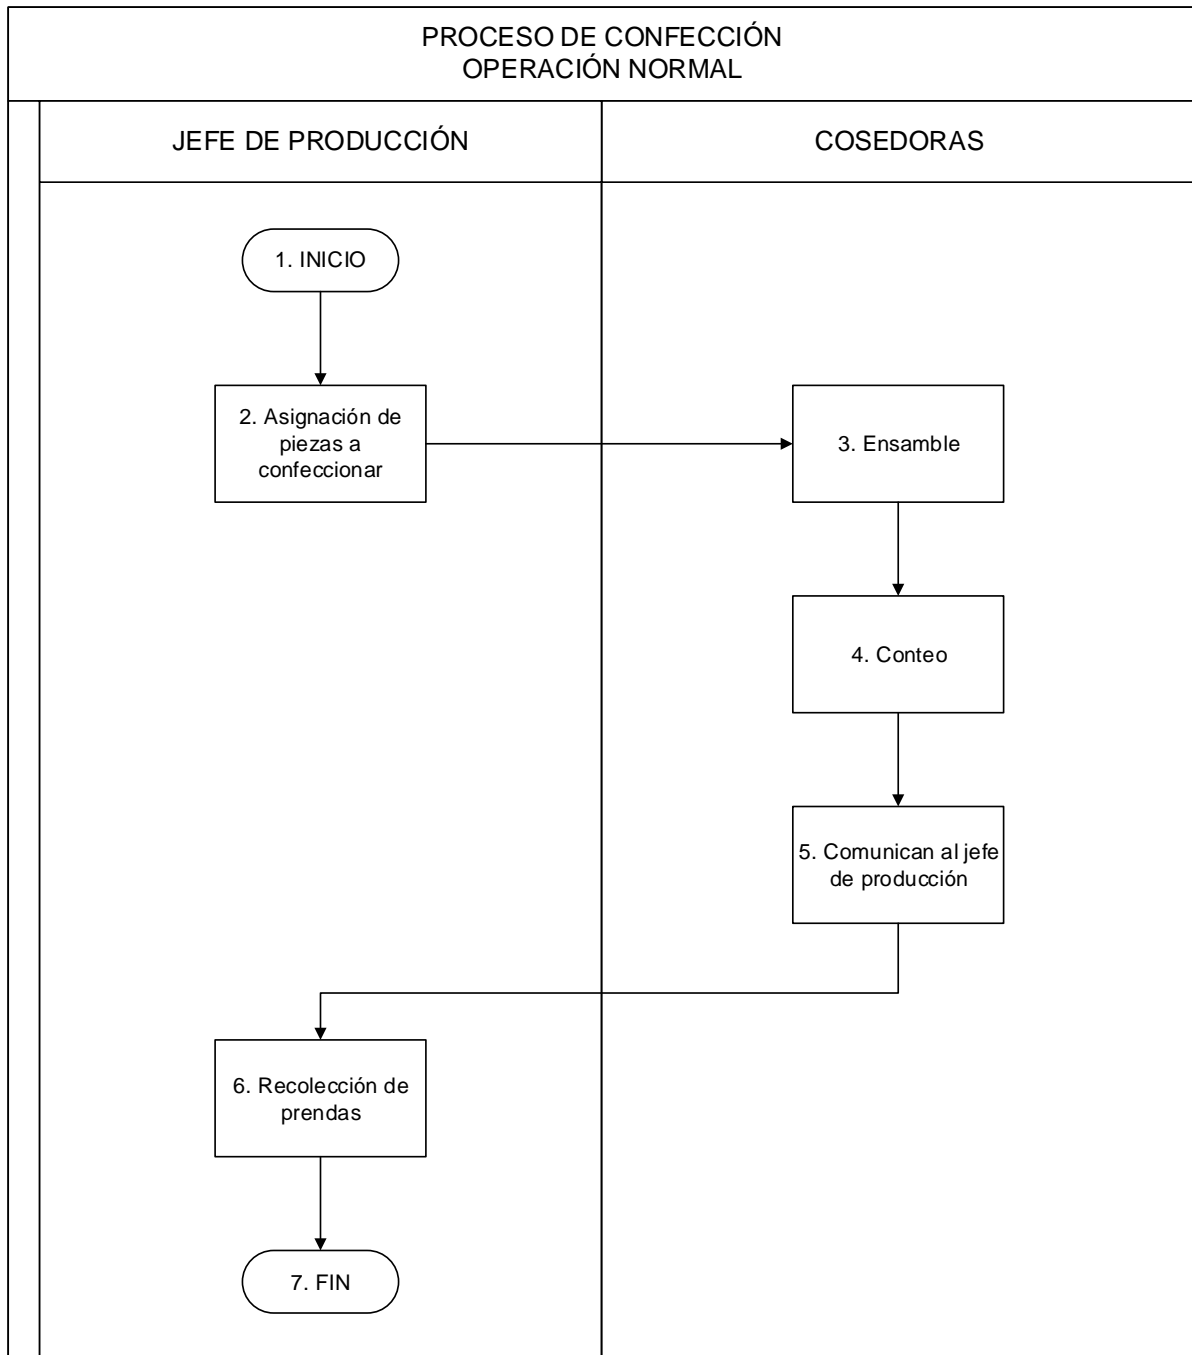 PROCESO DE CONFECCIÓN
OPERACIÓN NORMAL
JEFE DE PRODUCCIÓN
COSEDORAS
1. INICIO
2. Asignación de
piezas a
confeccionar
3. Ensamble
4. Conteo
5. Comunican al jefe
de producción
6. Recolección de
prendas
7. FIN